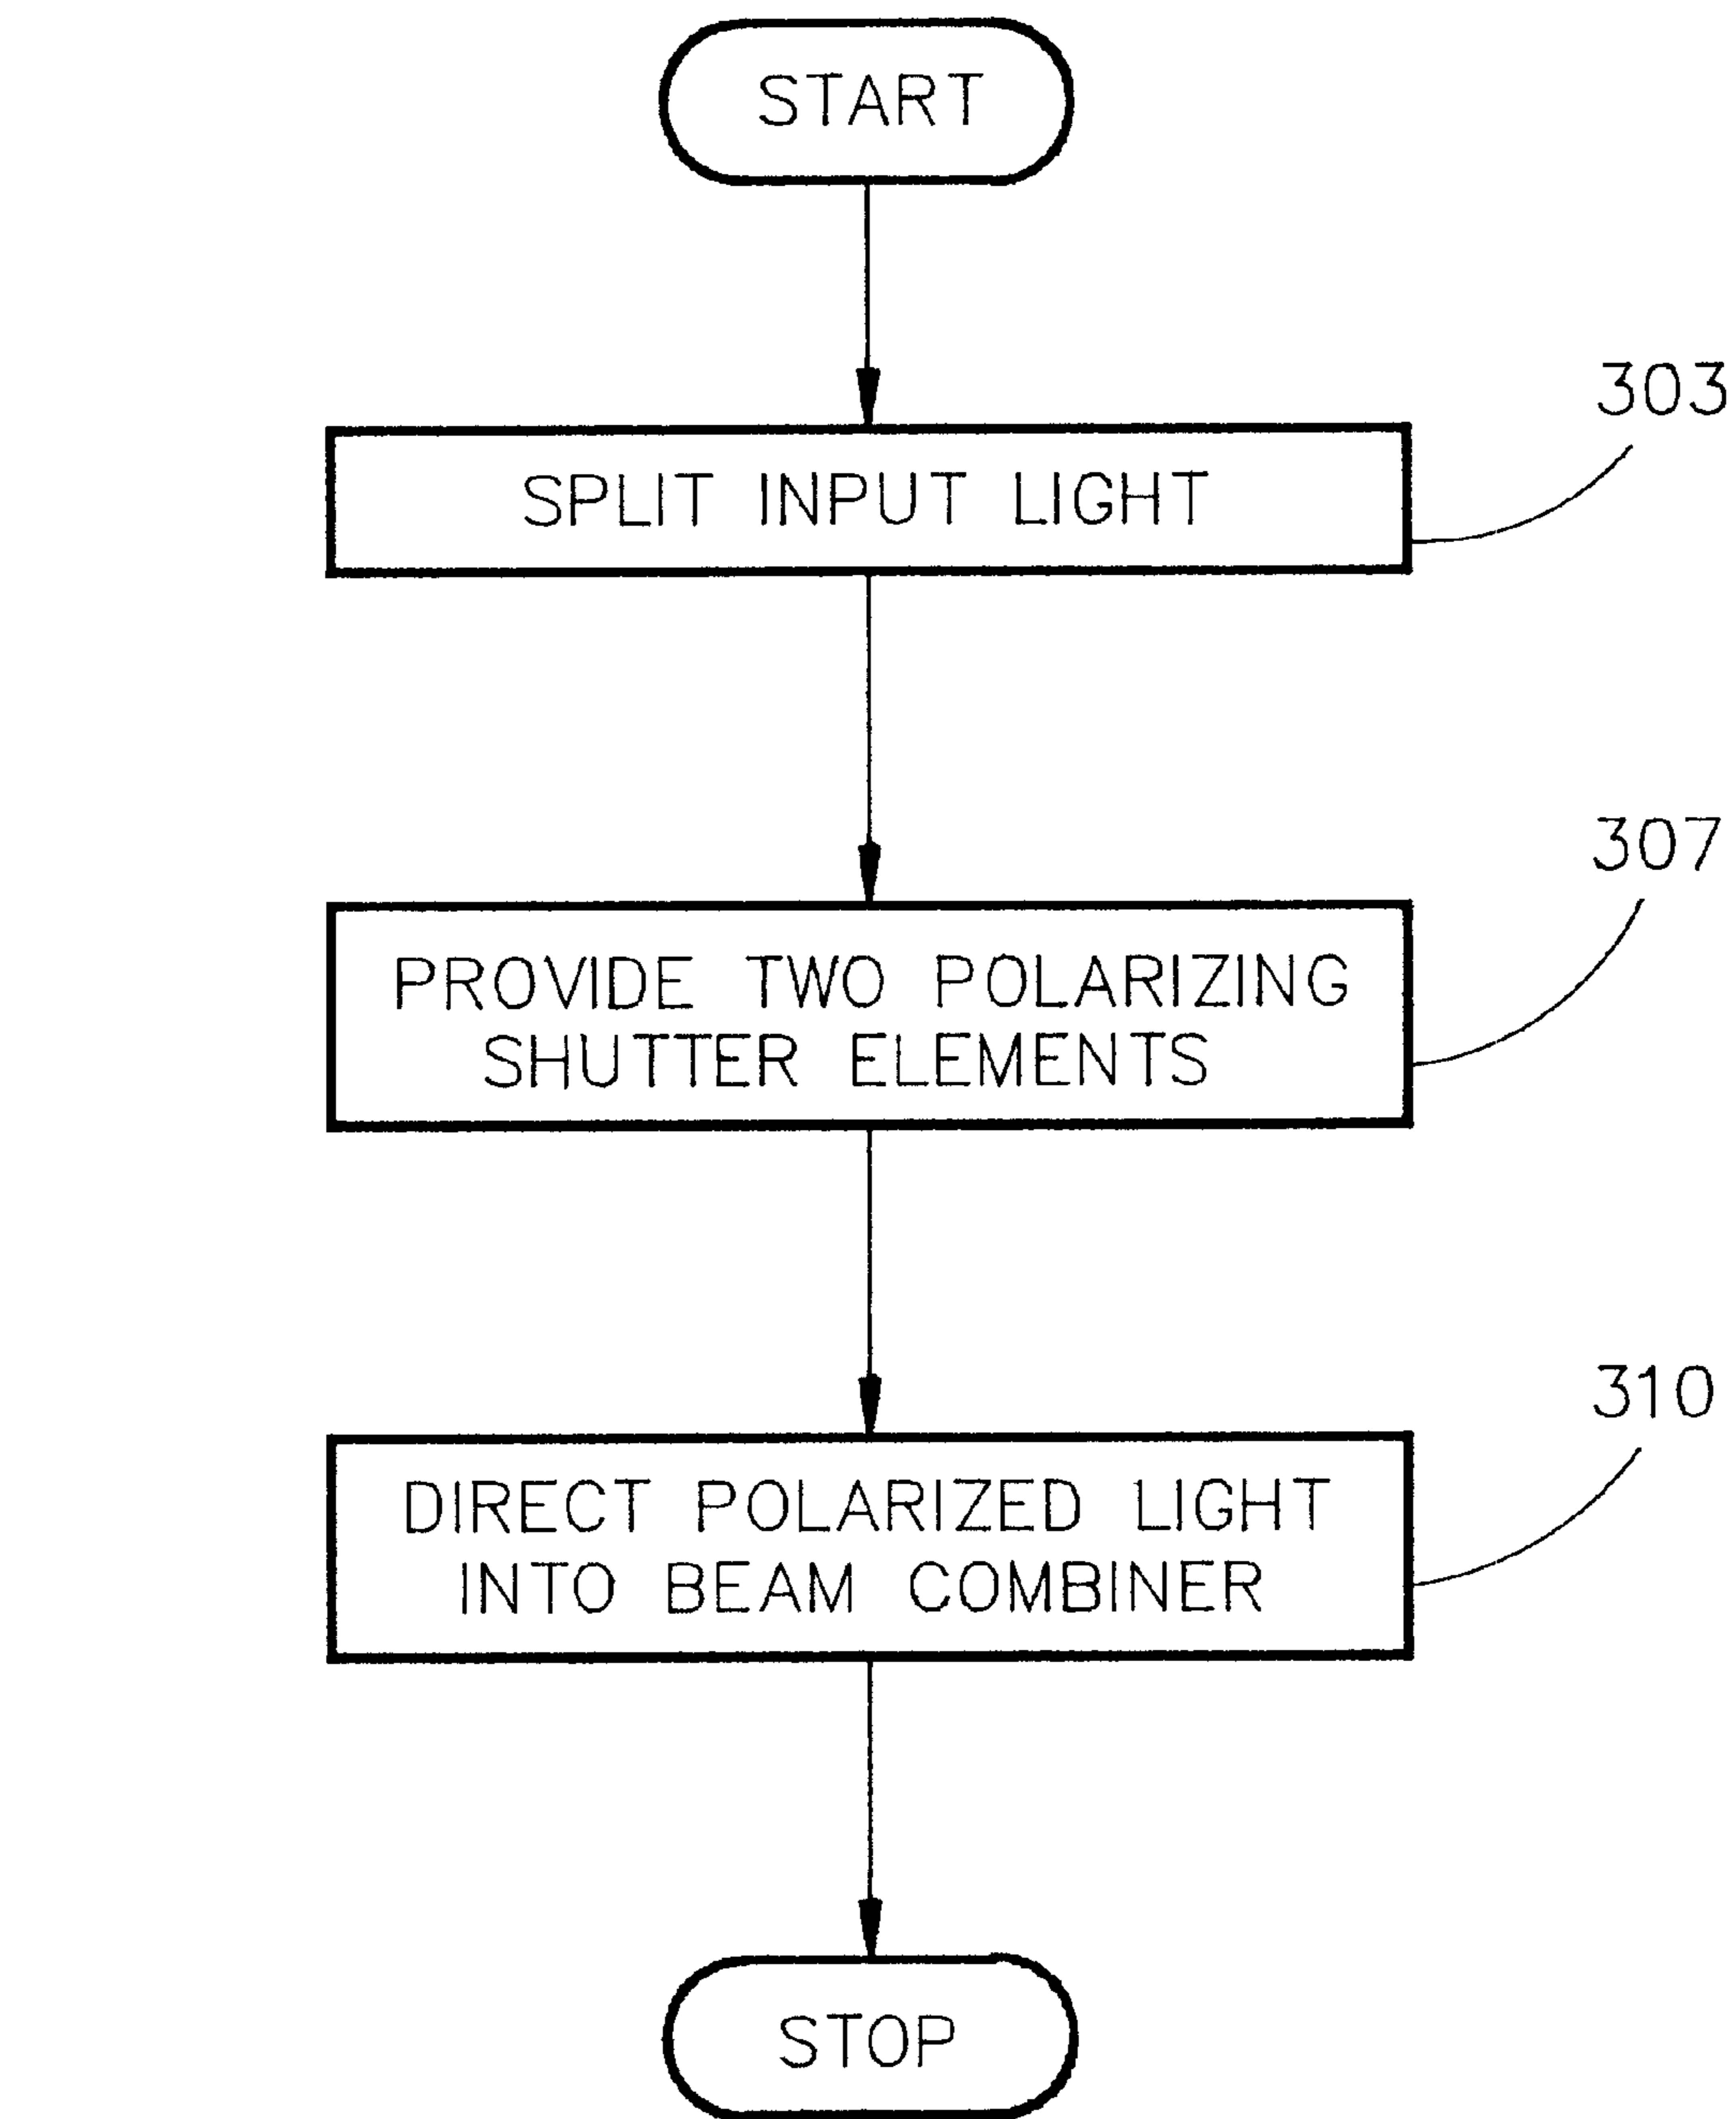 START
303
SPLIT INPUT LIGHT
307
PROVIDE TWO POLARIZING
SHUTTER ELEMENTS
310
DIRECT POLARIZED LIGHT
INTO BEAM COMBINER
STOP